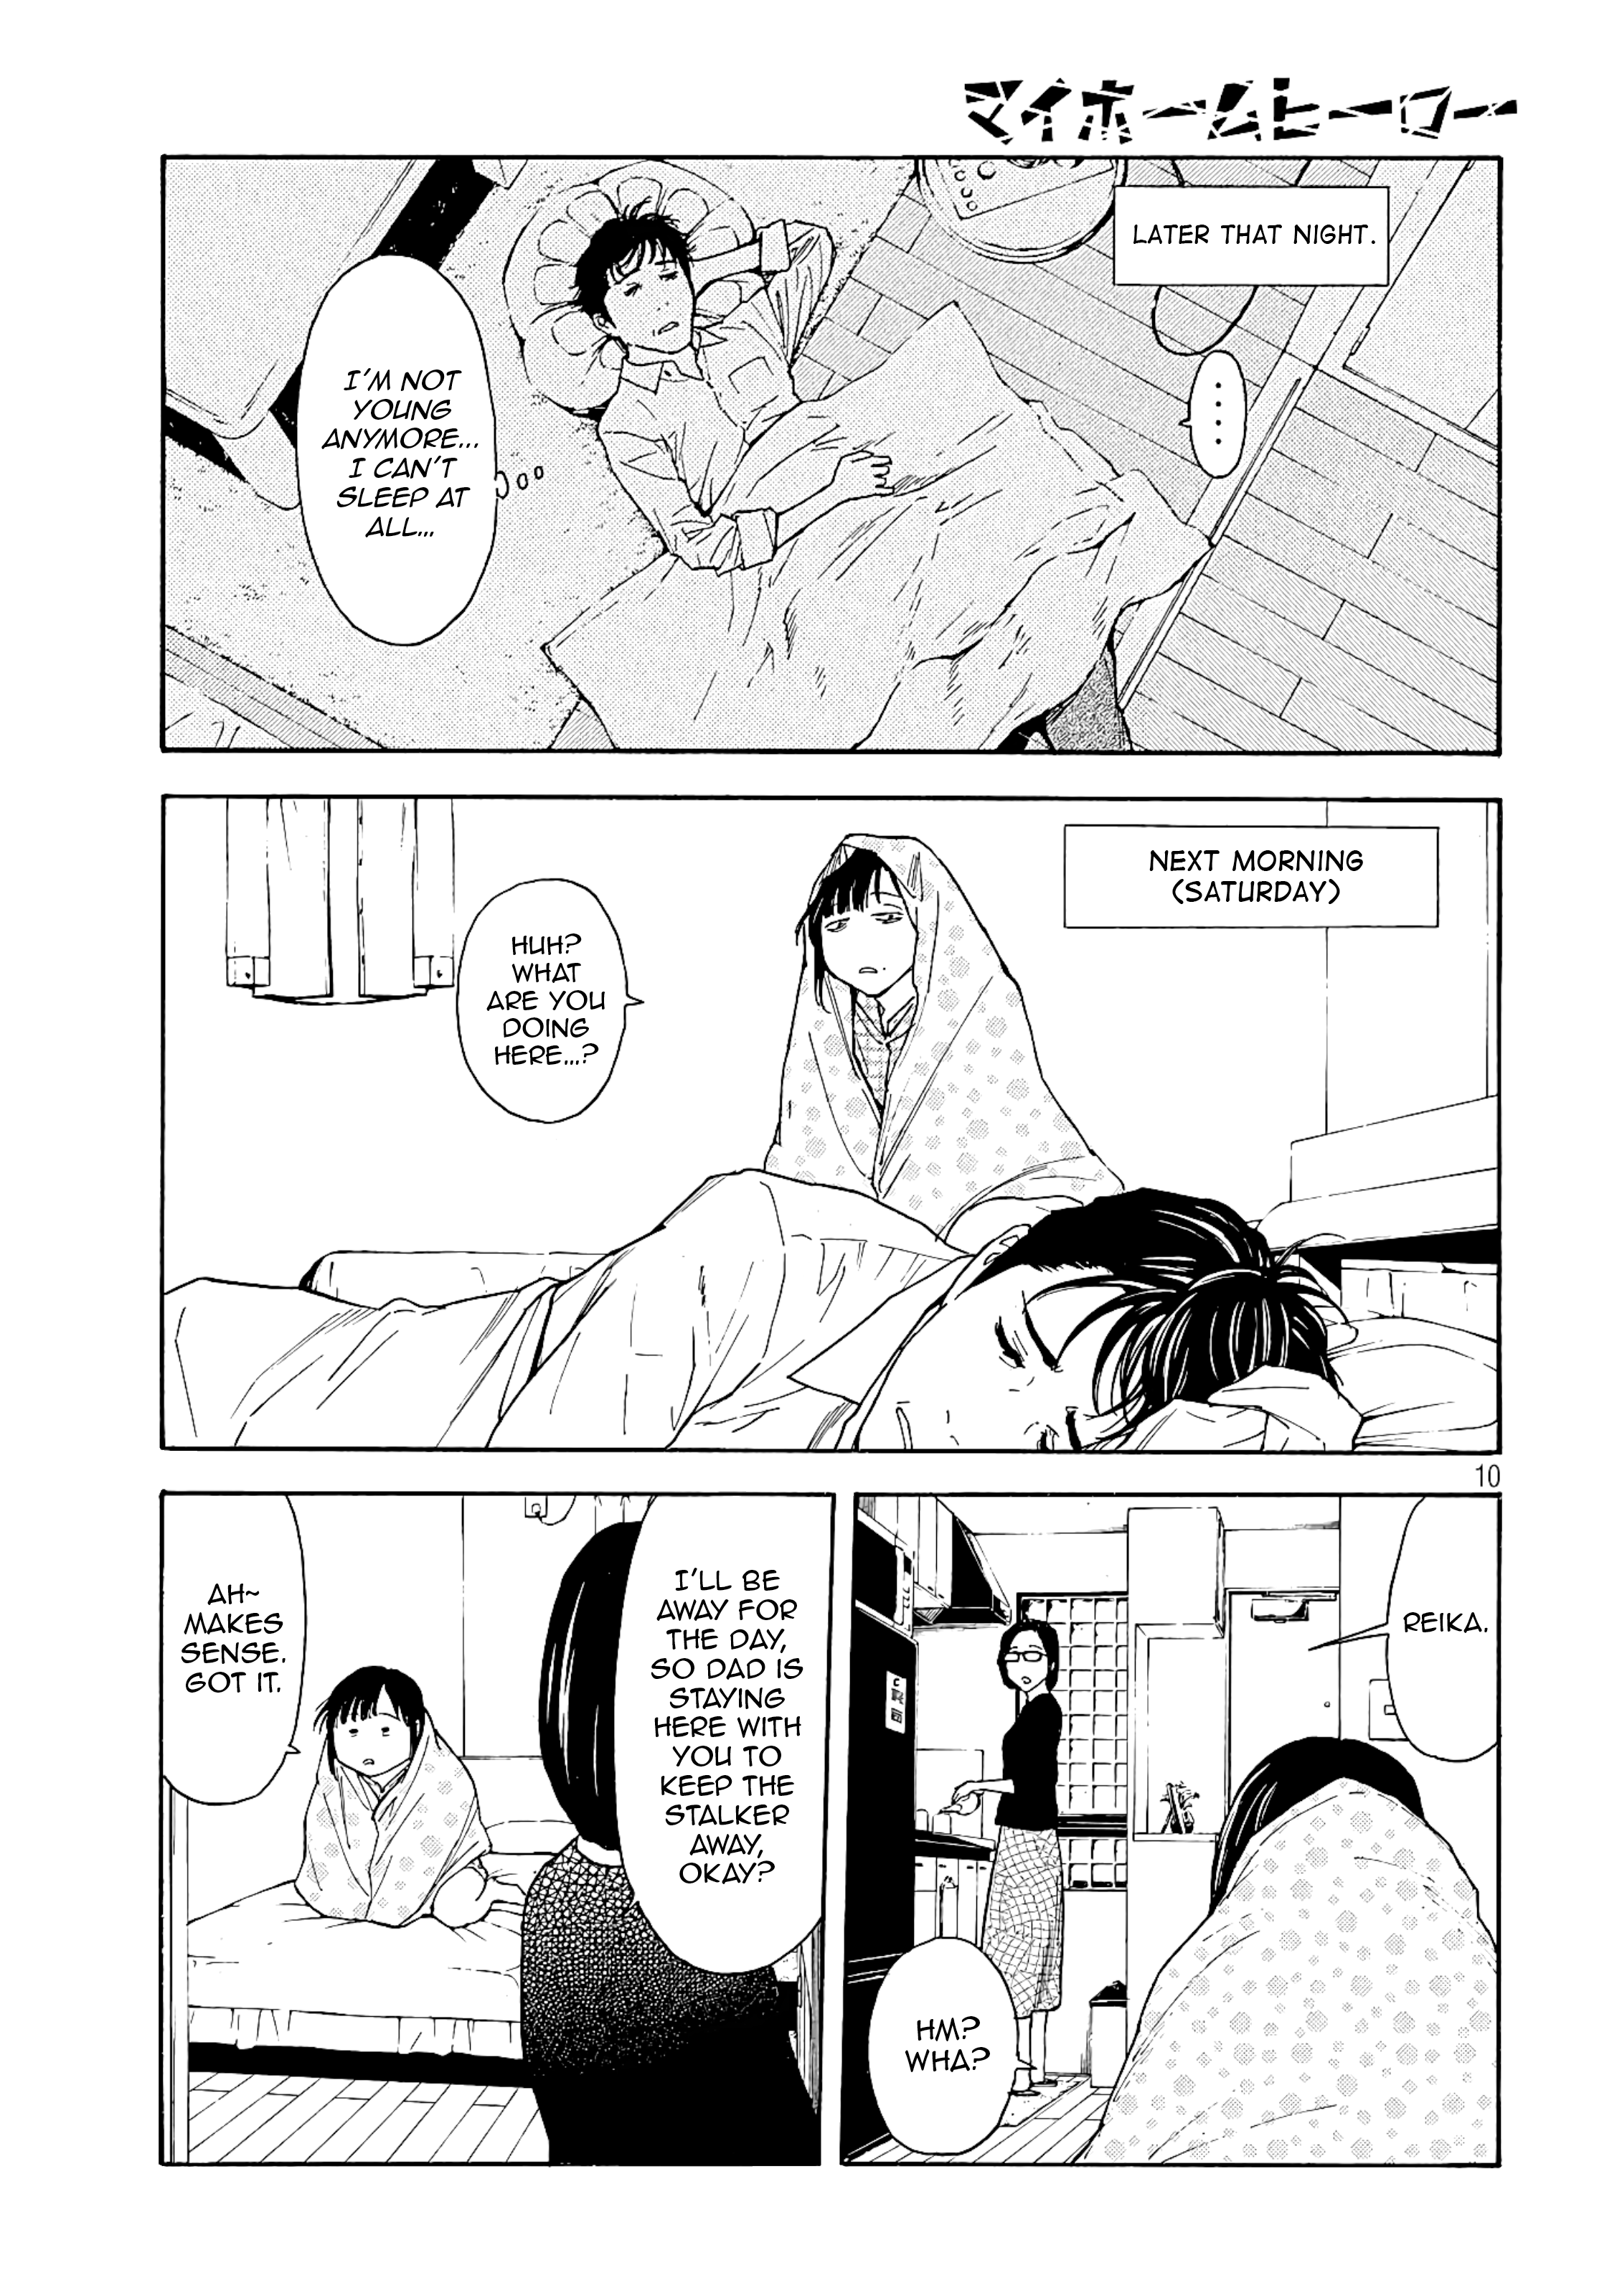 マイホームヒーロー
LATER THAT NIGHT.
....
I'M NOT
YOUNG
ANYMORE...
I CAN'T
SLEEP AT
ALL...
NEXT MORNING
(SATURDAY)
HUH?
WHAT
ARE YOU
DOING
HERE...?
10
REIKA.
HM?
WHA?
I'LL BE
AWAY FOR
THE DAY,
SO DAD IS
STAYING
HERE WITH
YOU TO
KEEP THE
STALKER
AWAY,
OKAY?
AH~
MAKES
SENSE.
GOT IT.